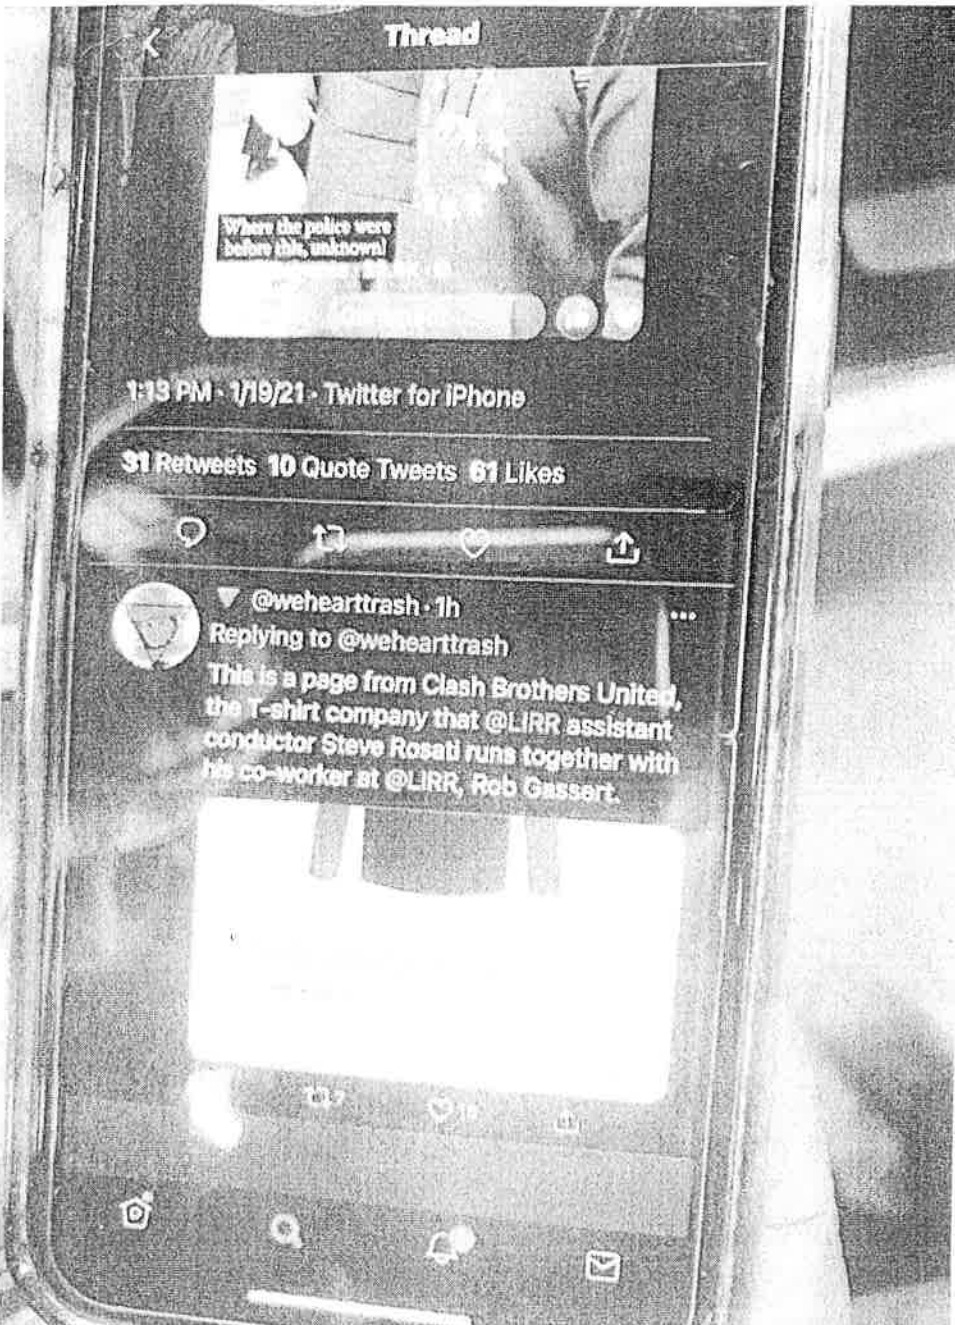 Thread
Where the police were
before this, unknown!
1:13 PM · 1/19/21 · Twitter for iPhone
31 Retweets 10 Quote Tweets 61 Likes
@wehearttrash · 1h
Replying to @wehearttrash
This is a page from Clash Brothers United,
the T-shirt company that @LIRR assistant
conductor Steve Rosati runs together with
his co-worker at @LIRR, Rob Gassert.
7